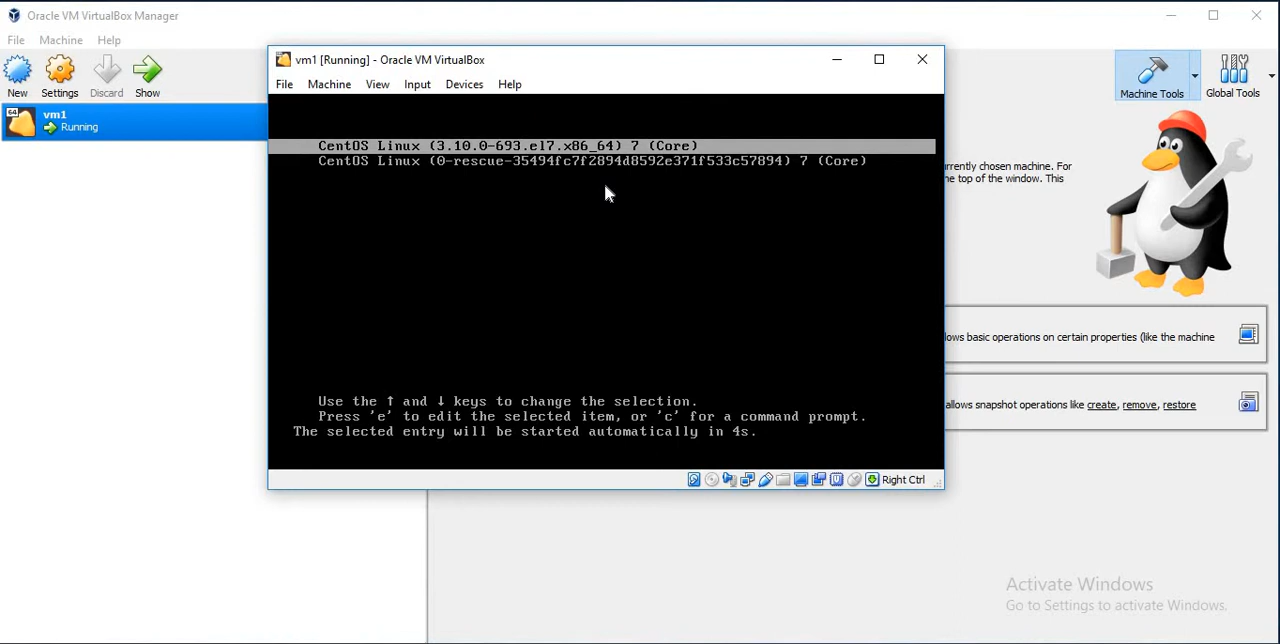 Oracle VM VirtualBox Manager
File Machine Help
New Settings Discard Show
Machine Tools Global Tools
64 vm1
Running
vm1 [Running] - Oracle VM VirtualBox
File Machine View Input Devices Help
CentOS Linux (3.10.0-693.el7.x86_64) 7 (Core)
CentOS Linux (0-rescue-35494fc7f2894d8592e371f533c57894) 7 (Core)
Use the ↑ and ↓ keys to change the selection.
Press 'e' to edit the selected item, or 'c' for a command prompt.
The selected entry will be started automatically in 4s.
Right Ctrl
rrently chosen machine. For
he top of the window. This
lows basic operations on certain properties (like the machine
allows snapshot operations like create, remove, restore
Activate Windows
Go to Settings to activate Windows.